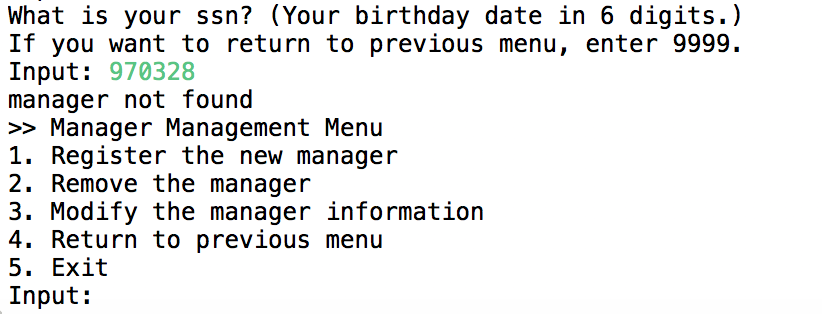 What is your ssn? (Your birthday date in 6 digits.)
If you want to return to previous menu, enter 9999.
Input: 970328
manager not found
>> Manager Management Menu
1. Register the new manager
2. Remove the manager
3. Modify the manager information
4. Return to previous menu
5. Exit
Input: